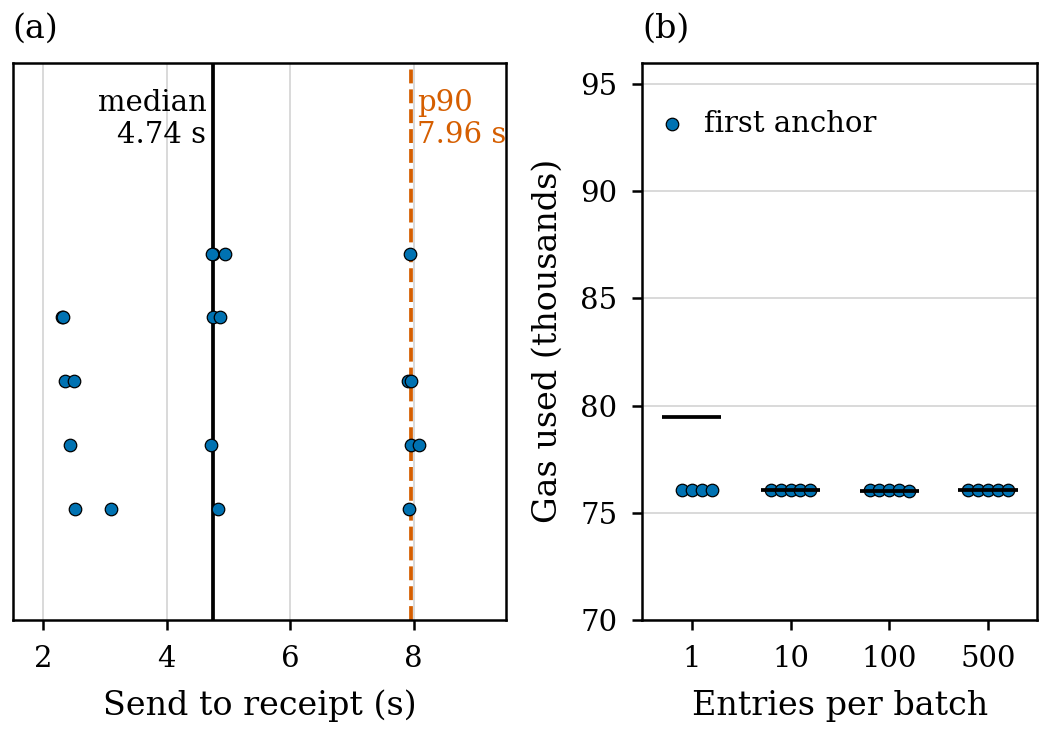 (a)
median
4.74 s
p90
7.96 s
2
4
6
8
Send to receipt (s)
(b)
first anchor
95
90
85
80
75
70
Gas used (thousands)
1
10
100
500
Entries per batch